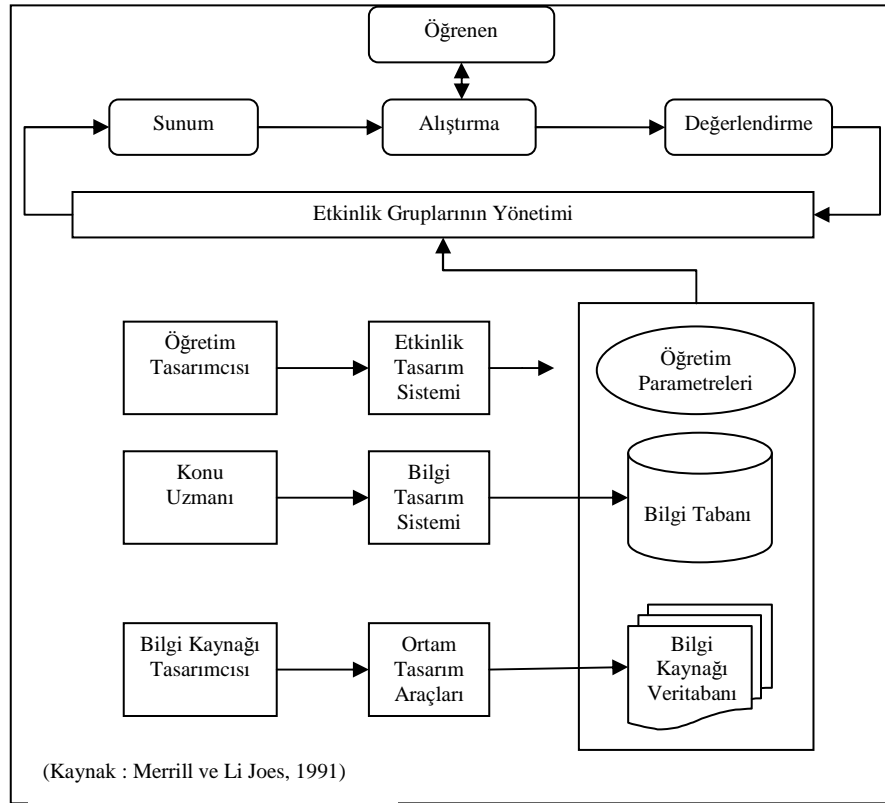 Öğrenen
Sunum
Alıştırma
Değerlendirme
Etkinlik Gruplarının Yönetimi
Öğretim
Tasarımcısı
Etkinlik
Tasarım
Sistemi
Öğretim
Parametreleri
Konu
Uzmanı
Bilgi
Tasarım
Sistemi
Bilgi Tabanı
Bilgi Kaynağı
Tasarımcısı
Ortam
Tasarım
Araçları
Bilgi
Kaynağı
Veritabanı
(Kaynak : Merrill ve Li Joes, 1991)